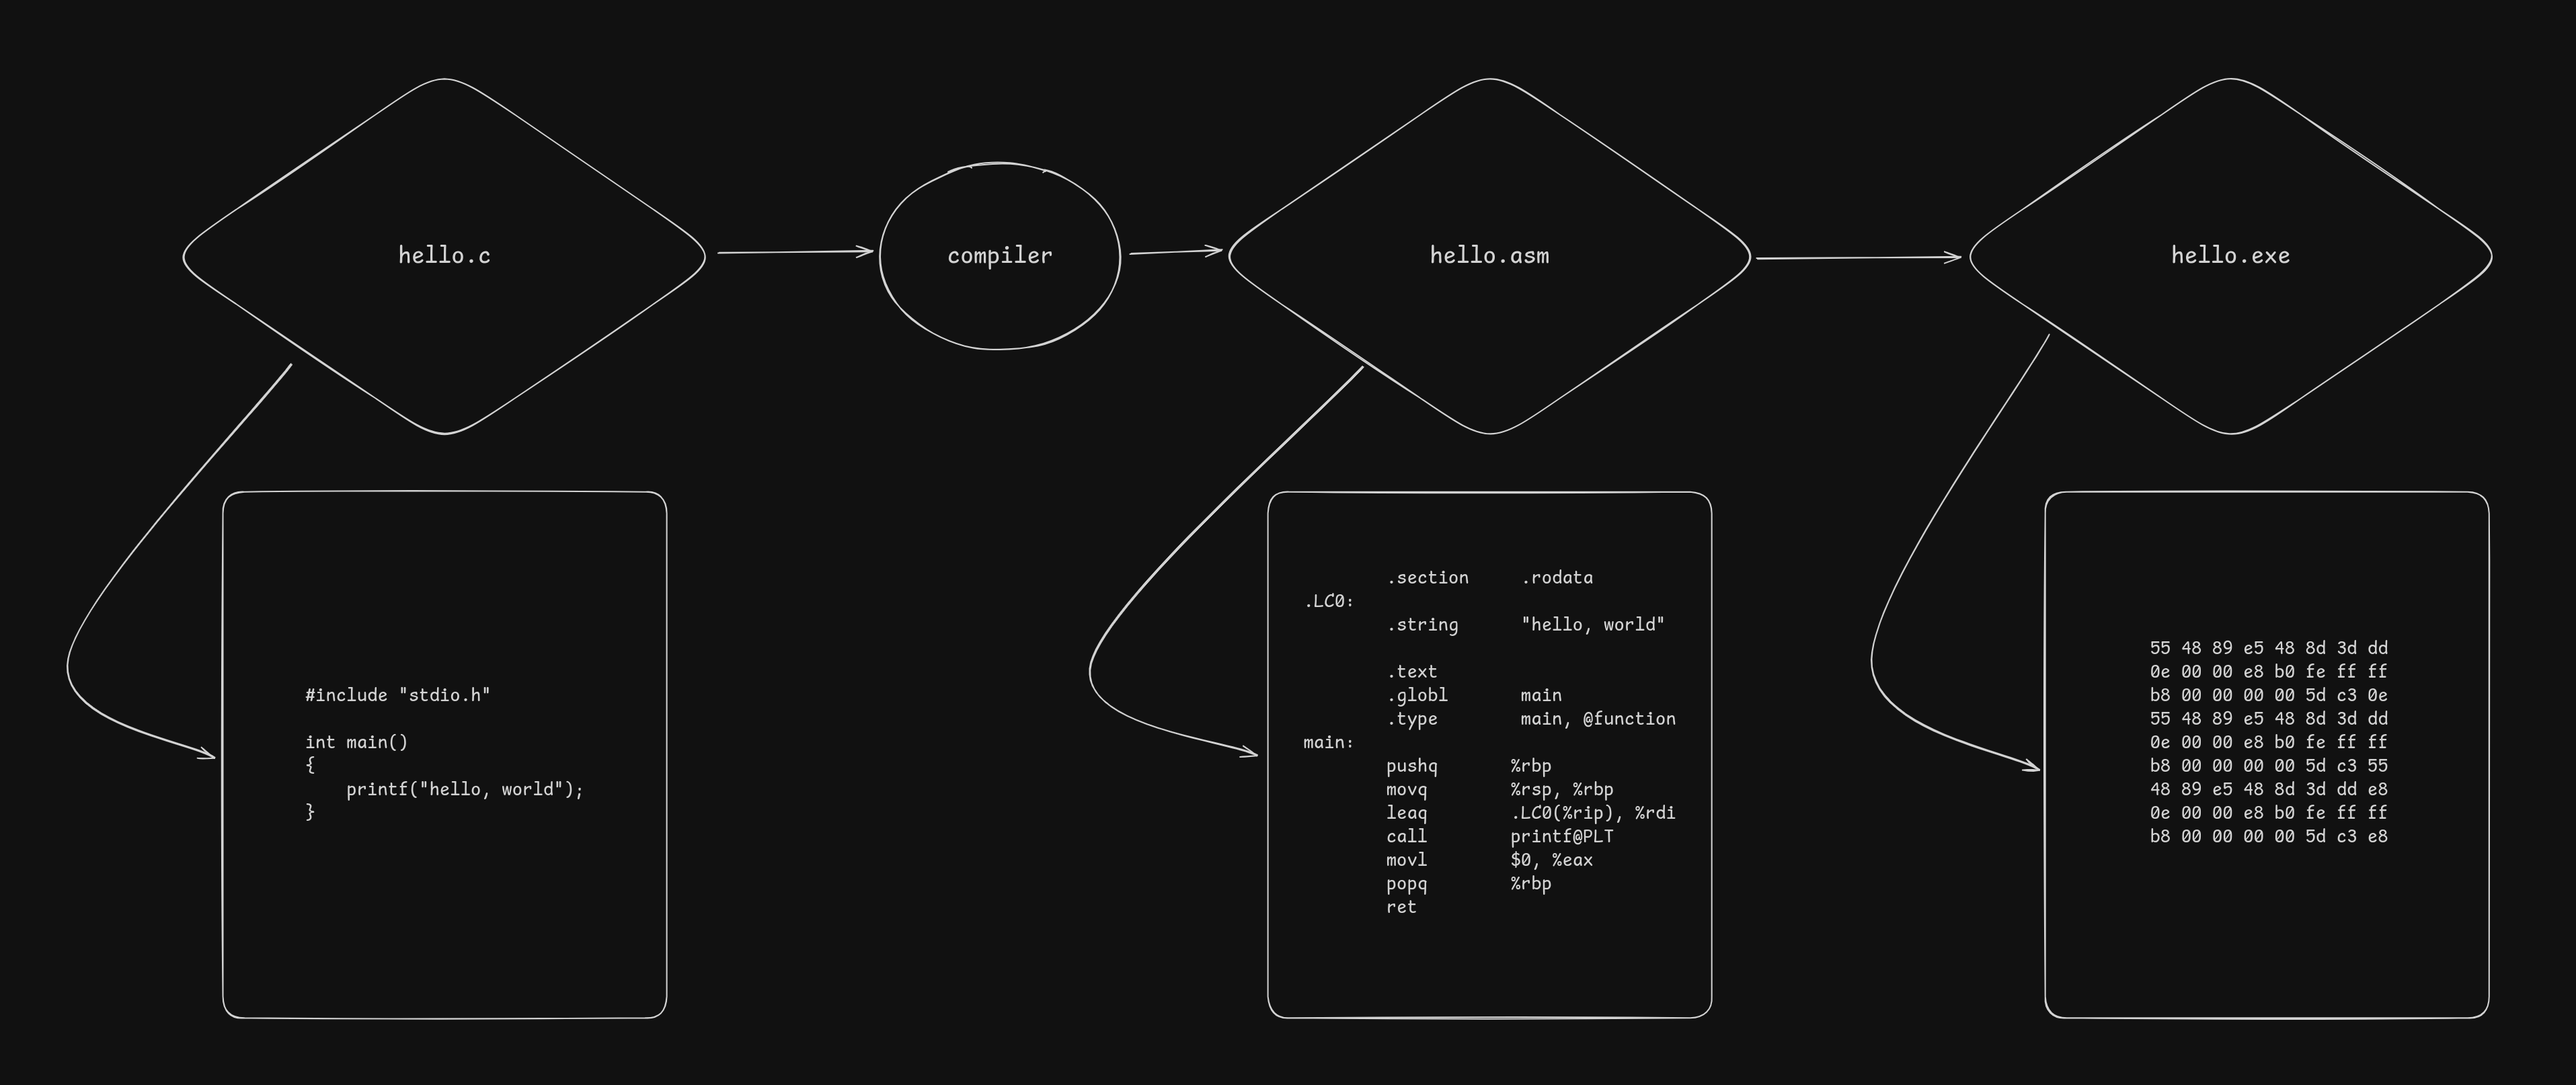 hello.c
compiler
hello.asm
hello.exe
#include "stdio.h"
int main()
{
    printf("hello, world");
}
.section     .rodata
.LC0:
.string      "hello, world"
.text
.globl       main
.type        main, @function
main:
pushq       %rbp
movq        %rsp, %rbp
leaq        .LC0(%rip), %rdi
call        printf@PLT
movl        $0, %eax
popq        %rbp
ret
55 48 89 e5 48 8d 3d dd
0e 00 00 e8 b0 fe ff ff
b8 00 00 00 00 5d c3 0e
55 48 89 e5 48 8d 3d dd
0e 00 00 e8 b0 fe ff ff
b8 00 00 00 00 5d c3 55
48 89 e5 48 8d 3d dd e8
0e 00 00 e8 b0 fe ff ff
b8 00 00 00 00 5d c3 e8